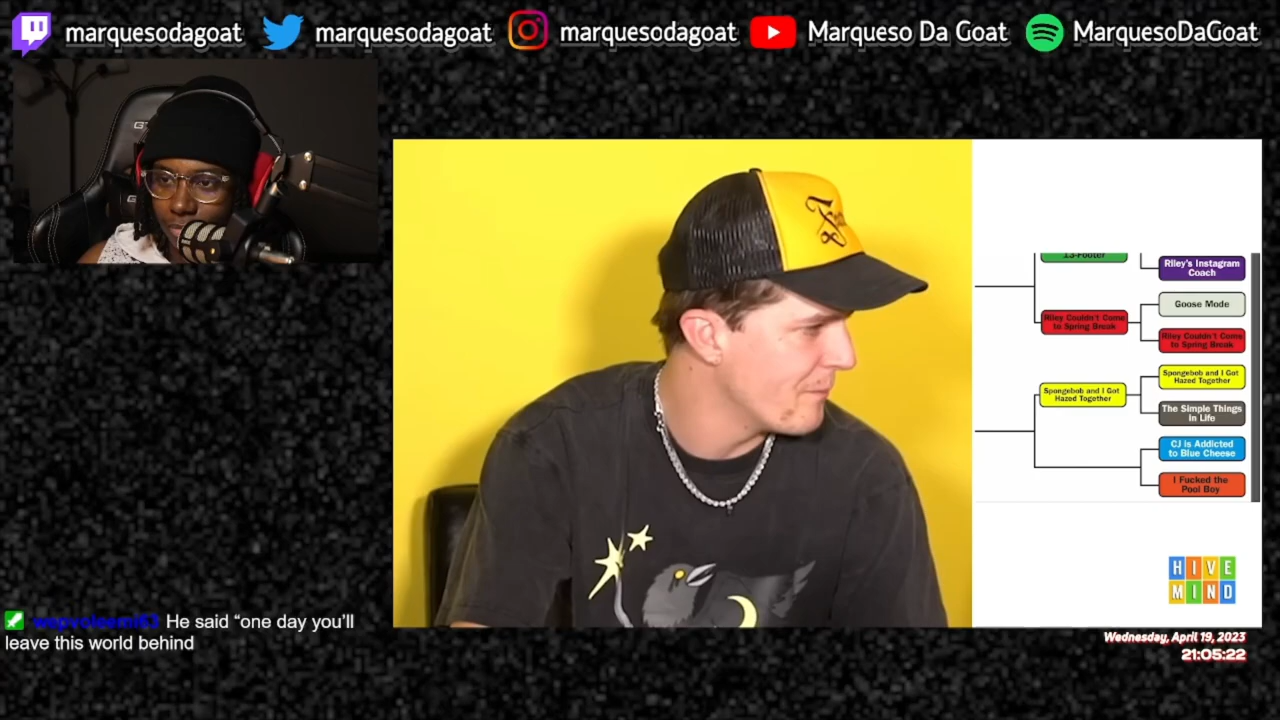 marquesodagoat
marquesodagoat
marquesodagoat
Marqueso Da Goat
MarquesoDaGoat
13-Footer
Riley's Instagram
Coach
Goose Mode
Riley Couldn't Come
to Spring Break
Riley Couldn't Come
to Spring Break
Spongebob and I Got
Hazed Together
Spongebob and I Got
Hazed Together
The Simple Things
in Life
CJ is Addicted
to Blue Cheese
I Fucked the
Pool Boy
HIVE
MIND
He said “one day you’ll
leave this world behind
Wednesday, April 19, 2023
21:05:22